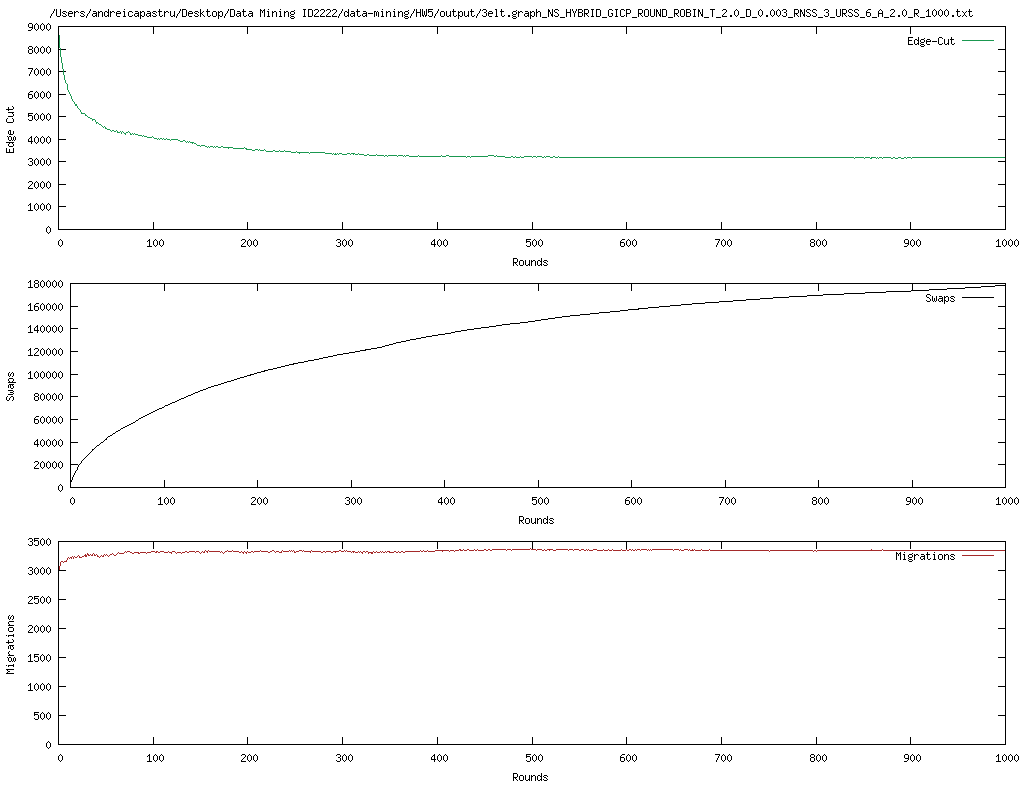 /Users/andreicapastru/Desktop/Data Mining ID2222/data-mining/HW5/output/3elt.graph_NS_HYBRID_GICP_ROUND_ROBIN_T_2.0_D_0.003_RNSS_3_URSS_6_A_2.0_R_1000.txt
9000
8000
7000
6000
5000
4000
3000
2000
1000
0
Edge Cut
Edge-Cut
0 100 200 300 400 500 600 700 800 900 1000
Rounds
180000
160000
140000
120000
100000
80000
60000
40000
20000
0
Swaps
Swaps
0 100 200 300 400 500 600 700 800 900 1000
Rounds
3500
3000
2500
2000
1500
1000
500
0
Migrations
Migrations
0 100 200 300 400 500 600 700 800 900 1000
Rounds